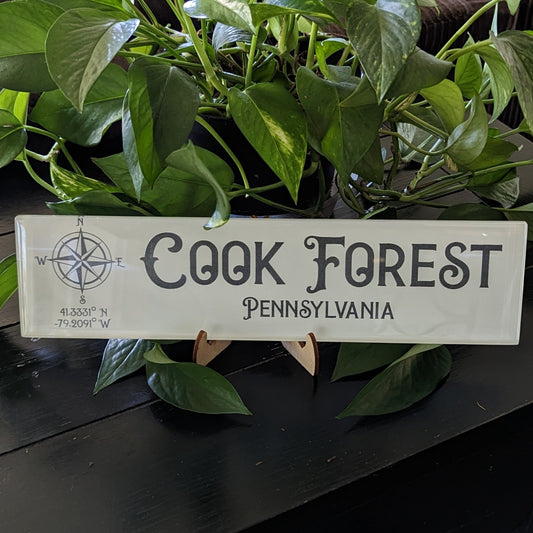 N
W E
S
41.3331° N
-79.2091° W
Cook Forest
Pennsylvania